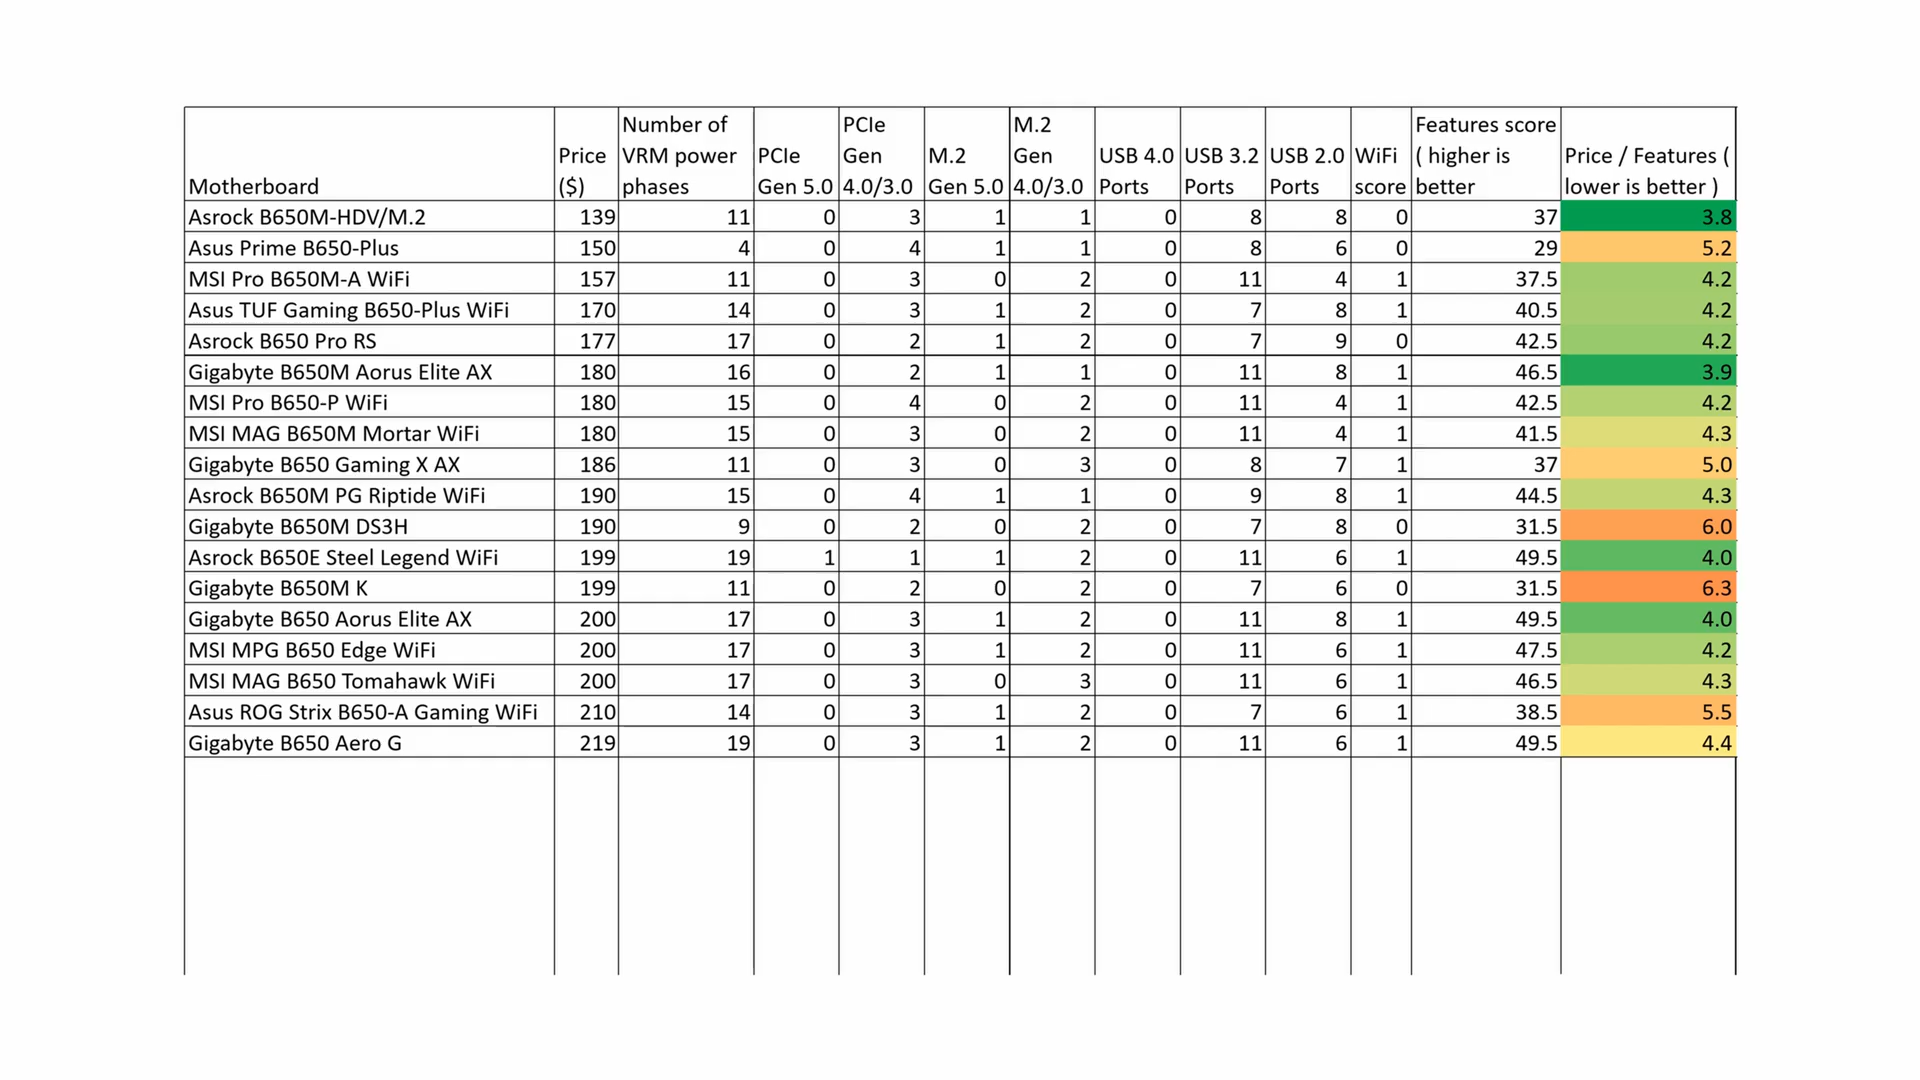 Motherboard Price ($) Number of VRM power phases PCIe Gen 5.0 PCIe Gen 4.0/3.0 M.2 Gen 5.0 M.2 Gen 4.0/3.0 USB 4.0 Ports USB 3.2 Ports USB 2.0 Ports WiFi score Features score ( higher is better Price / Features ( lower is better )
Asrock B650M-HDV/M.2 139 11 0 3 1 1 0 8 8 0 37 3.8
Asus Prime B650-Plus 150 4 0 4 1 1 0 8 6 0 29 5.2
MSI Pro B650M-A WiFi 157 11 0 3 0 2 0 11 4 1 37.5 4.2
Asus TUF Gaming B650-Plus WiFi 170 14 0 3 1 2 0 7 8 1 40.5 4.2
Asrock B650 Pro RS 177 17 0 2 1 2 0 7 9 0 42.5 4.2
Gigabyte B650M Aorus Elite AX 180 16 0 2 1 1 0 11 8 1 46.5 3.9
MSI Pro B650-P WiFi 180 15 0 4 0 2 0 11 4 1 42.5 4.2
MSI MAG B650M Mortar WiFi 180 15 0 3 0 2 0 11 4 1 41.5 4.3
Gigabyte B650 Gaming X AX 186 11 0 3 0 3 0 8 7 1 37 5.0
Asrock B650M PG Riptide WiFi 190 15 0 4 1 1 0 9 8 1 44.5 4.3
Gigabyte B650M DS3H 190 9 0 2 0 2 0 7 8 0 31.5 6.0
Asrock B650E Steel Legend WiFi 199 19 1 1 1 2 0 11 6 1 49.5 4.0
Gigabyte B650M K 199 11 0 2 0 2 0 7 6 0 31.5 6.3
Gigabyte B650 Aorus Elite AX 200 17 0 3 1 2 0 11 8 1 49.5 4.0
MSI MPG B650 Edge WiFi 200 17 0 3 1 2 0 11 6 1 47.5 4.2
MSI MAG B650 Tomahawk WiFi 200 17 0 3 0 3 0 11 6 1 46.5 4.3
Asus ROG Strix B650-A Gaming WiFi 210 14 0 3 1 2 0 7 6 1 38.5 5.5
Gigabyte B650 Aero G 219 19 0 3 1 2 0 11 6 1 49.5 4.4